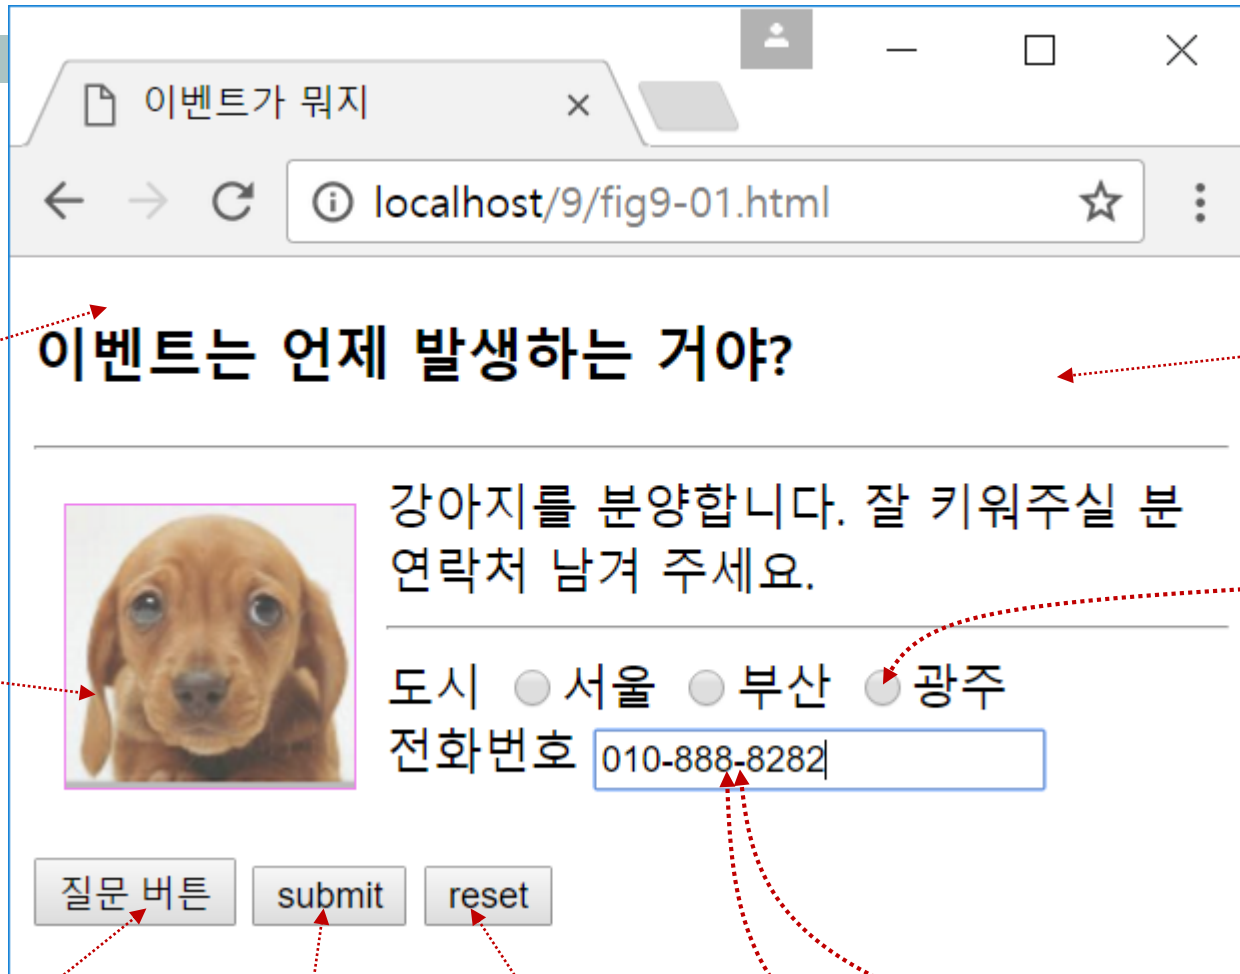 이벤트가 뭐지
localhost/9/fig9-01.html
이벤트는 언제 발생하는 거야?
강아지를 분양합니다. 잘 키워주실 분
연락처 남겨 주세요.
도시 서울 부산 광주
전화번호 010-888-8282
질문 버튼 submit reset